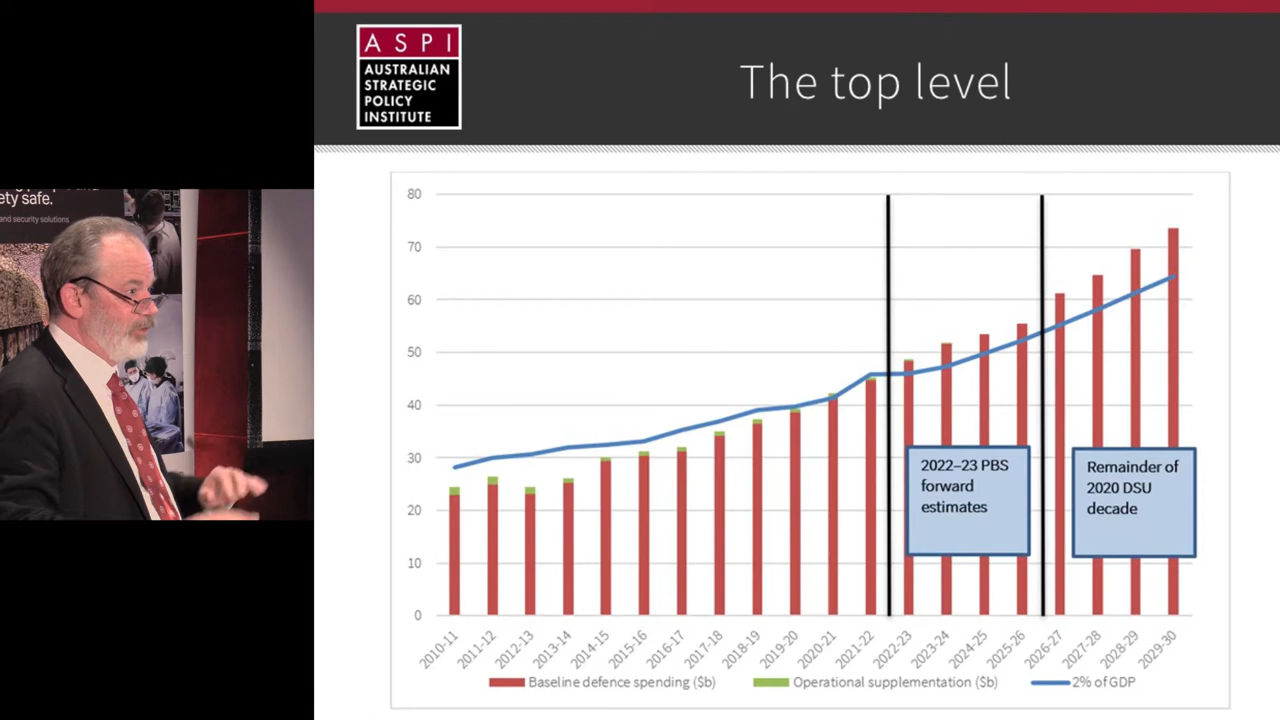 ety safe.
and security solutions
ASPI
AUSTRALIAN
STRATEGIC
POLICY
INSTITUTE
The top level
80
70
60
50
40
30
20
10
0
2022–23 PBS
forward
estimates
Remainder of
2020 DSU
decade
2010-11
2011-12
2012-13
2013-14
2014-15
2015-16
2016-17
2017-18
2018-19
2019-20
2020-21
2021-22
2022-23
2023-24
2024-25
2025-26
2026-27
2027-28
2028-29
2029-30
Baseline defence spending ($b)
Operational supplementation ($b)
2% of GDP